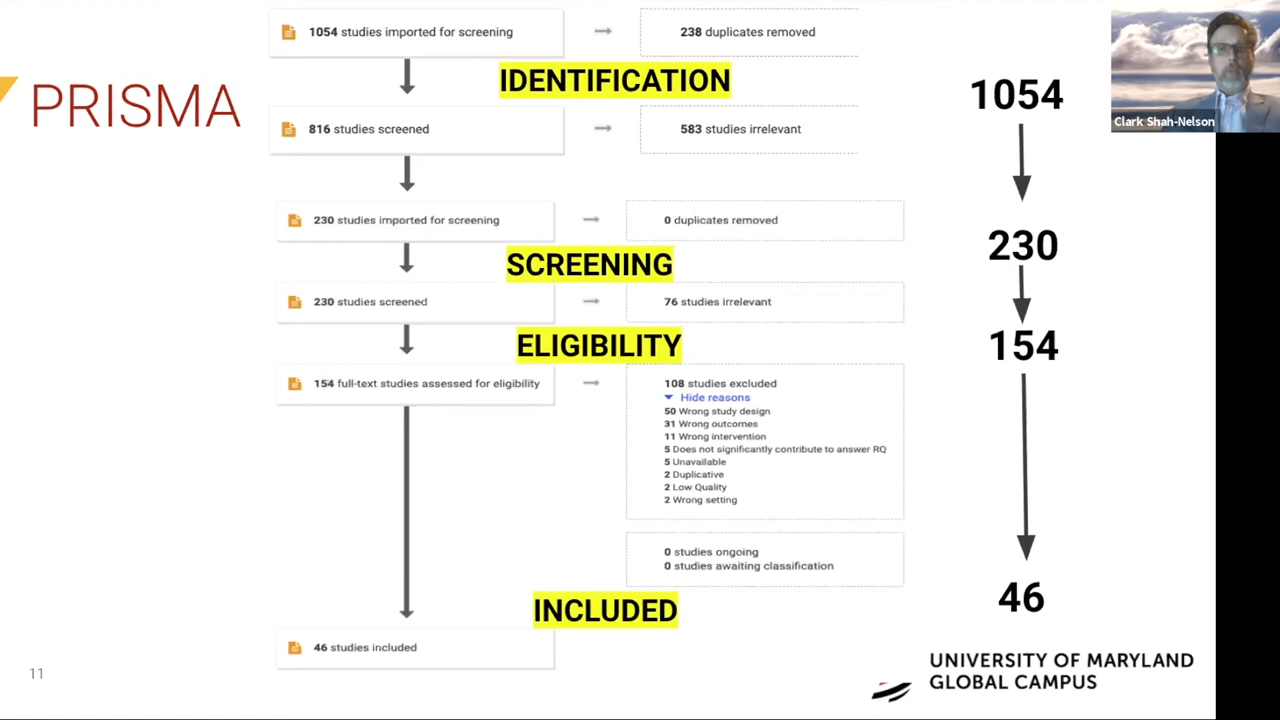 PRISMA
1054 studies imported for screening
238 duplicates removed
IDENTIFICATION
816 studies screened
583 studies irrelevant
230 studies imported for screening
0 duplicates removed
SCREENING
230 studies screened
76 studies irrelevant
ELIGIBILITY
154 full-text studies assessed for eligibility
108 studies excluded
Hide reasons
50 Wrong study design
31 Wrong outcomes
11 Wrong intervention
5 Does not significantly contribute to answer RQ
5 Unavailable
2 Duplicative
2 Low Quality
2 Wrong setting
0 studies ongoing
0 studies awaiting classification
INCLUDED
46 studies included
1054
230
154
46
Clark Shah-Nelson
11
UNIVERSITY OF MARYLAND
GLOBAL CAMPUS